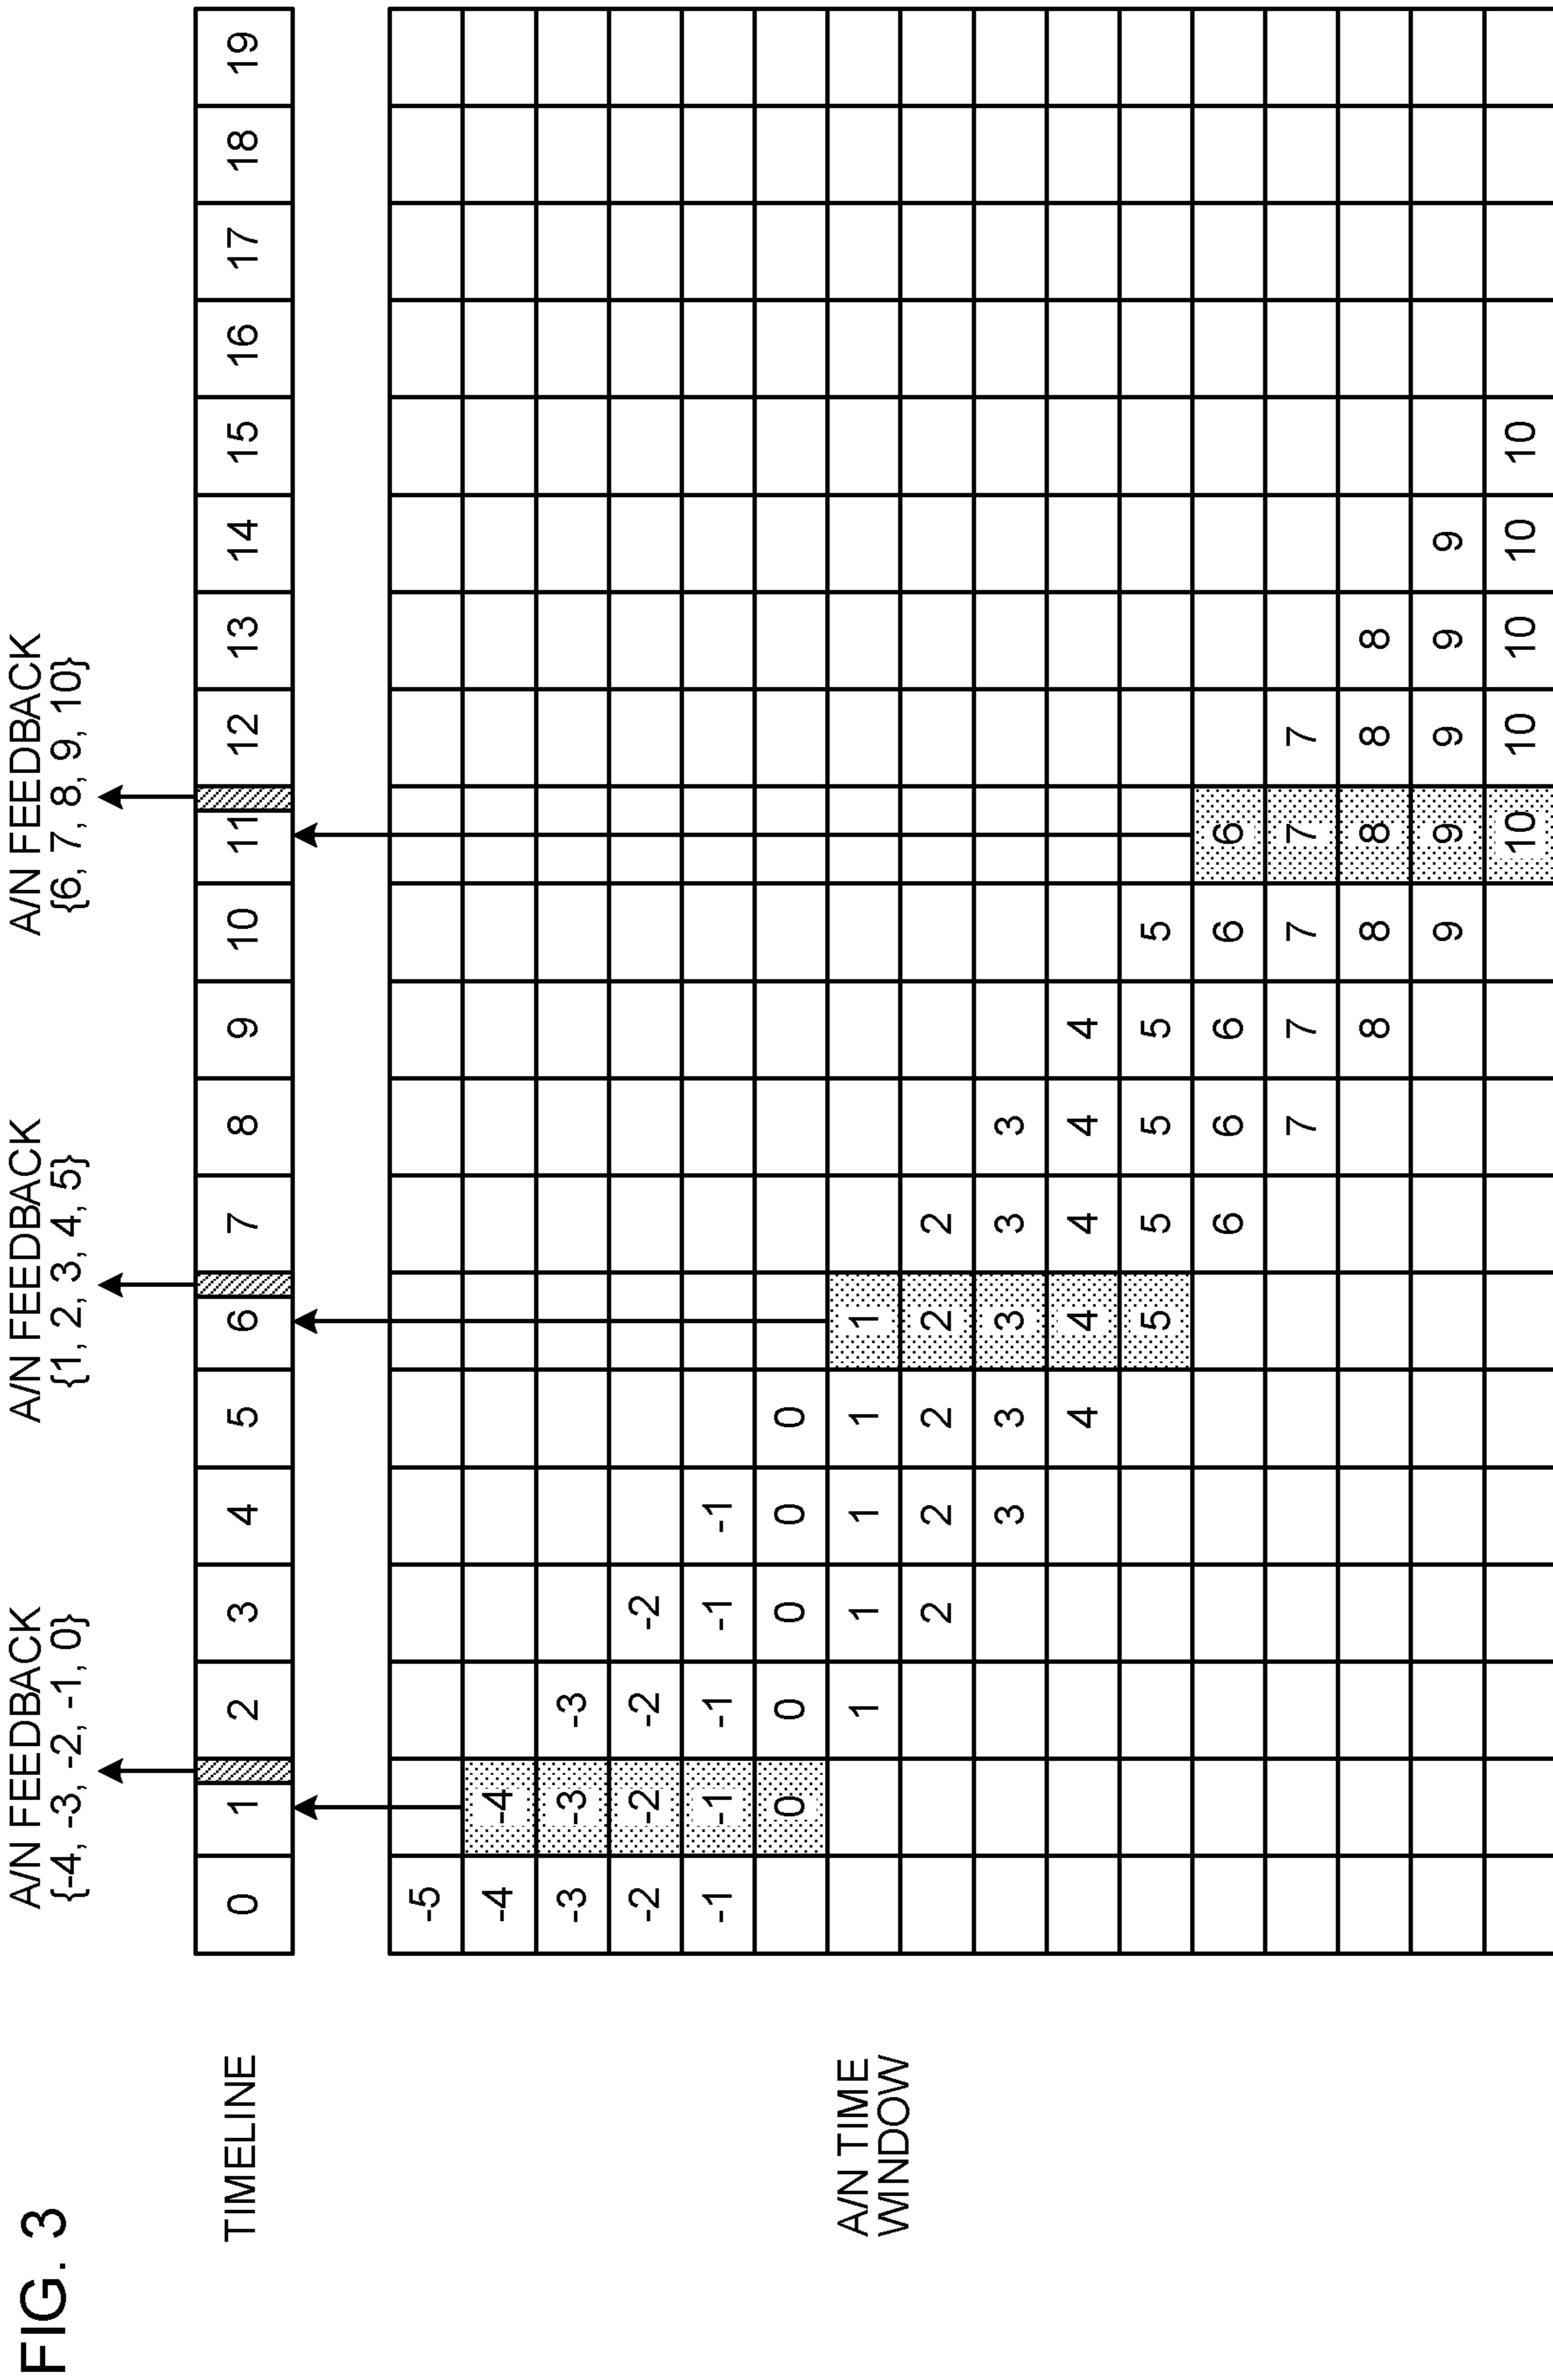 FIG. 3
A/N FEEDBACK
{-4, -3, -2, -1, 0}
A/N FEEDBACK
{1, 2, 3, 4, 5}
A/N FEEDBACK
{6, 7, 8, 9, 10}
TIMELINE 0 1 2 3 4 5 6 7 8 9 10 11 12 13 14 15 16 17 18 19
A/N TIME
WINDOW
-5
-4 -4
-3 -3 -3
-2 -2 -2 -2
-1 -1 -1 -1 -1
0 0 0 0 0
1 1 1 1 1
2 2 2 2 2
3 3 3 3 3
4 4 4 4 4
5 5 5 5 5
6 6 6 6 6
7 7 7 7 7
8 8 8 8 8
9 9 9 9 9
10 10 10 10 10